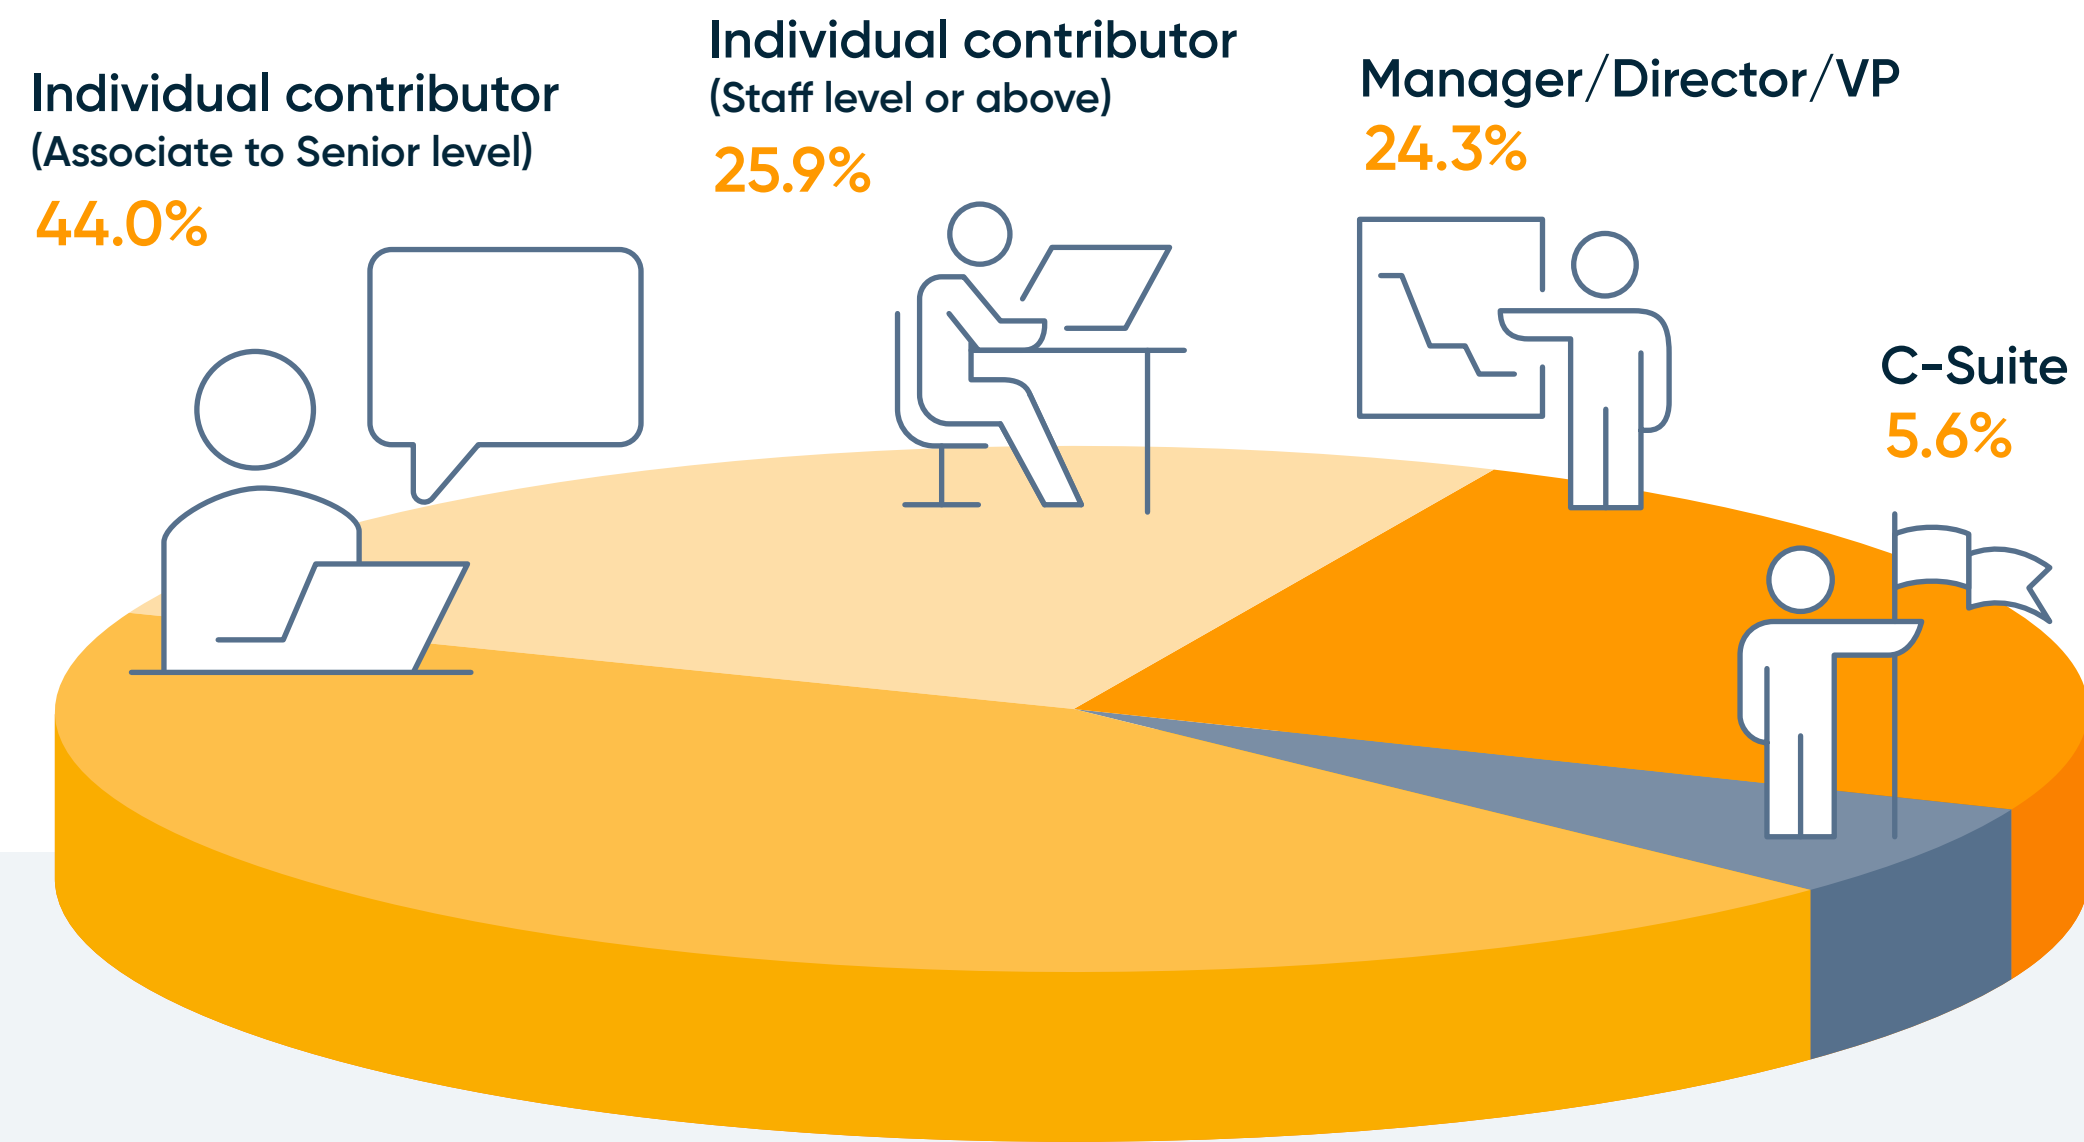 Individual contributor
(Associate to Senior level)
44.0%
Individual contributor
(Staff level or above)
25.9%
Manager/Director/VP
24.3%
C-Suite
5.6%